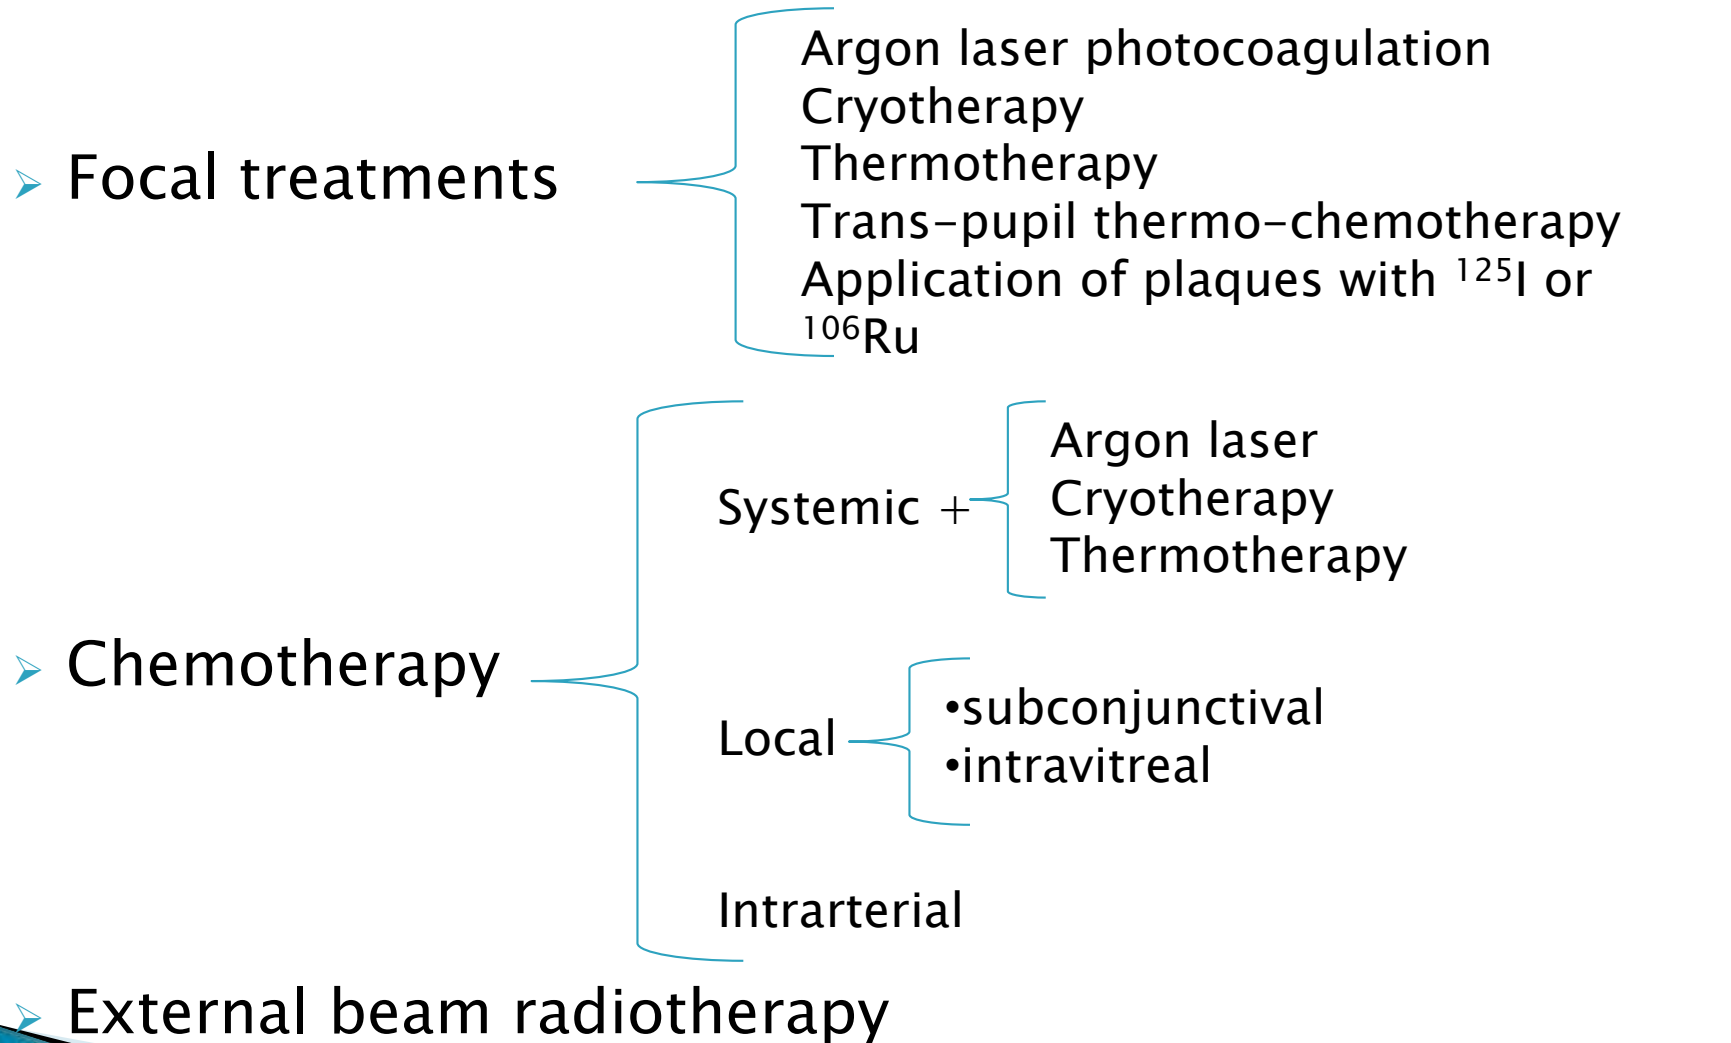 Argon laser photocoagulation
Cryotherapy
➢ Focal treatments
Thermotherapy
Trans-pupil thermo-chemotherapy
Application of plaques with ¹²⁵I or
¹⁰⁶Ru
Argon laser
Systemic +
Cryotherapy
Thermotherapy
➢ Chemotherapy
Local
•subconjunctival
•intravitreal
Intrarterial
➢ External beam radiotherapy